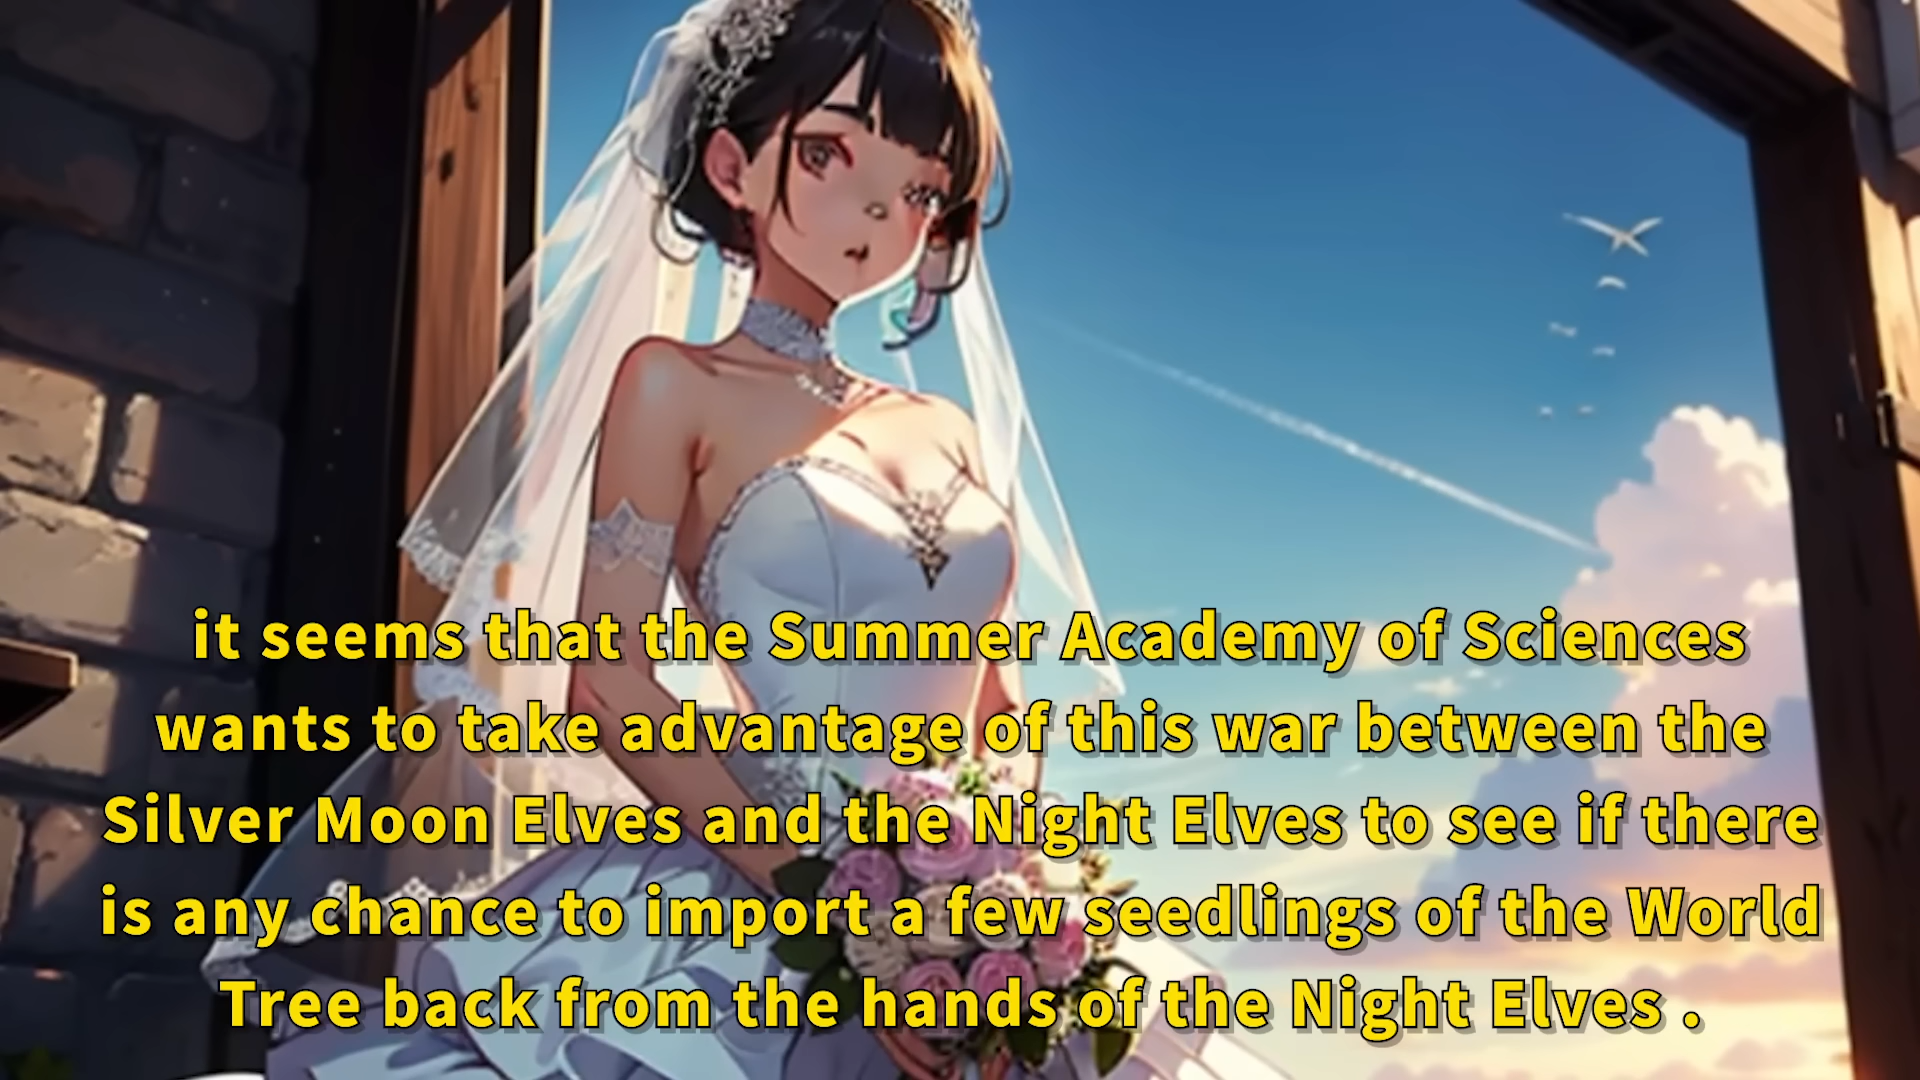 it seems that the Summer Academy of Sciences
wants to take advantage of this war between the
Silver Moon Elves and the Night Elves to see if there
is any chance to import a few seedlings of the World
Tree back from the hands of the Night Elves .